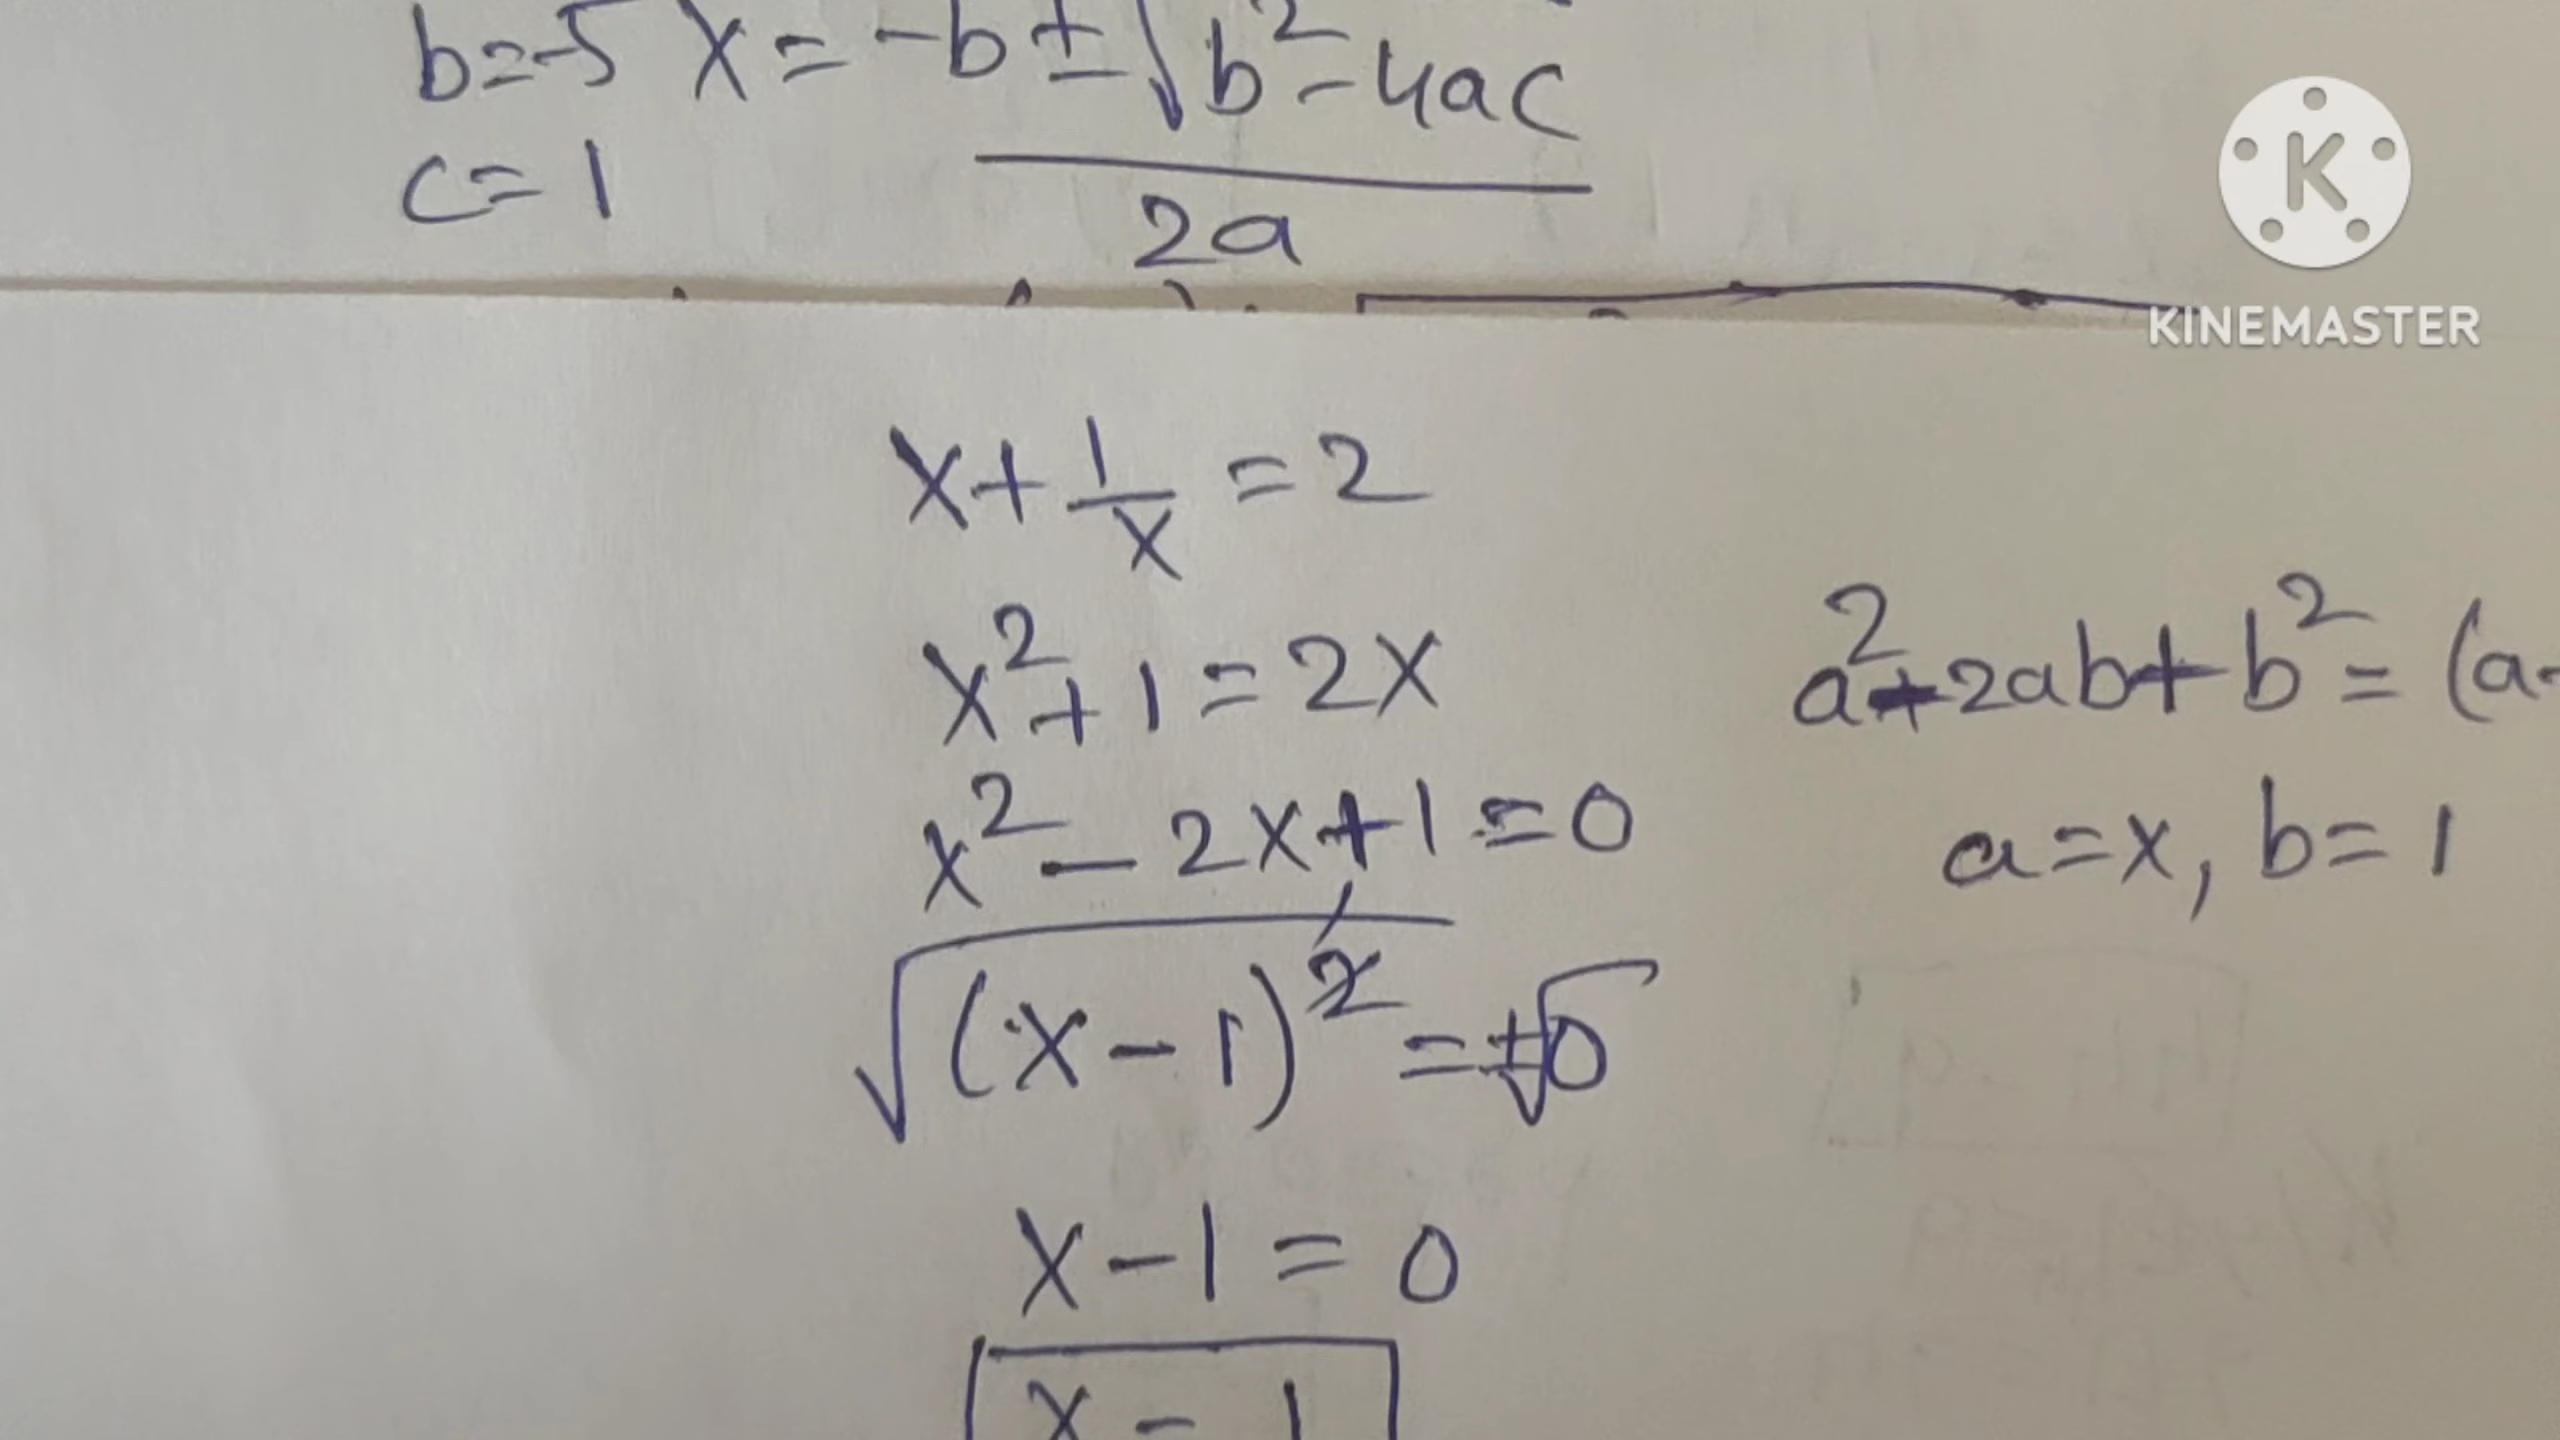 b=-5 x = -b ± √b² - 4ac
c = 1
2a
KINEMASTER
x + 1/x = 2
x² + 1 = 2x
a² - 2ab + b² = (a-
x² - 2x + 1 = 0
a = x, b = 1
√(x - 1)² = ±√0
x - 1 = 0